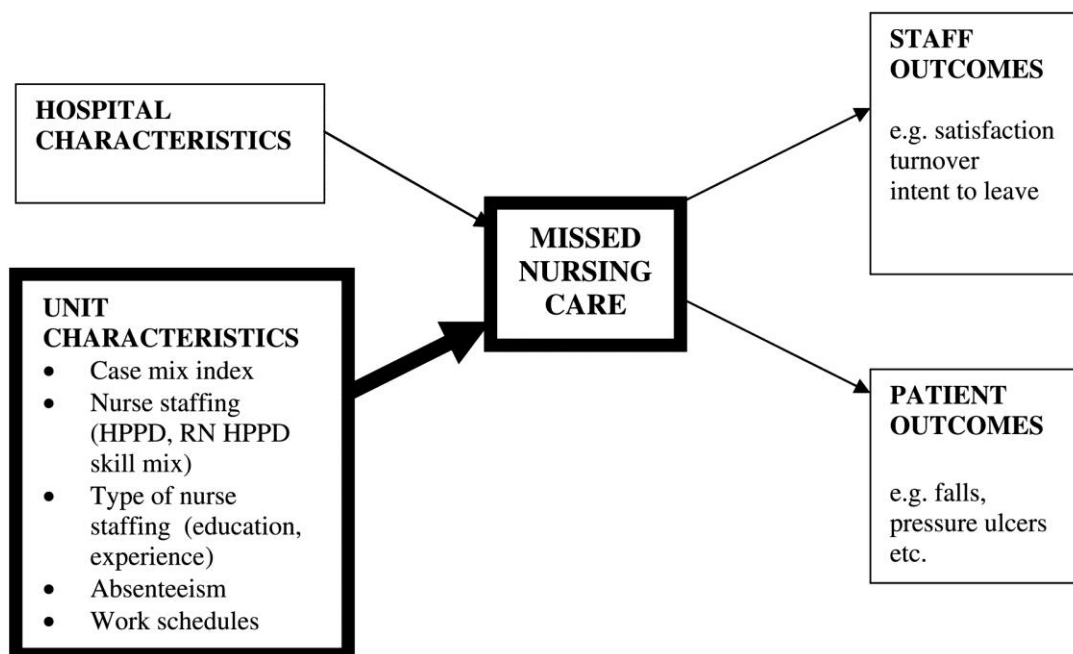 HOSPITAL
CHARACTERISTICS
UNIT
CHARACTERISTICS
• Case mix index
• Nurse staffing
(HPPD, RN HPPD
skill mix)
• Type of nurse
staffing (education,
experience)
• Absenteeism
• Work schedules
MISSED
NURSING
CARE
STAFF
OUTCOMES
e.g. satisfaction
turnover
intent to leave
PATIENT
OUTCOMES
e.g. falls,
pressure ulcers
etc.